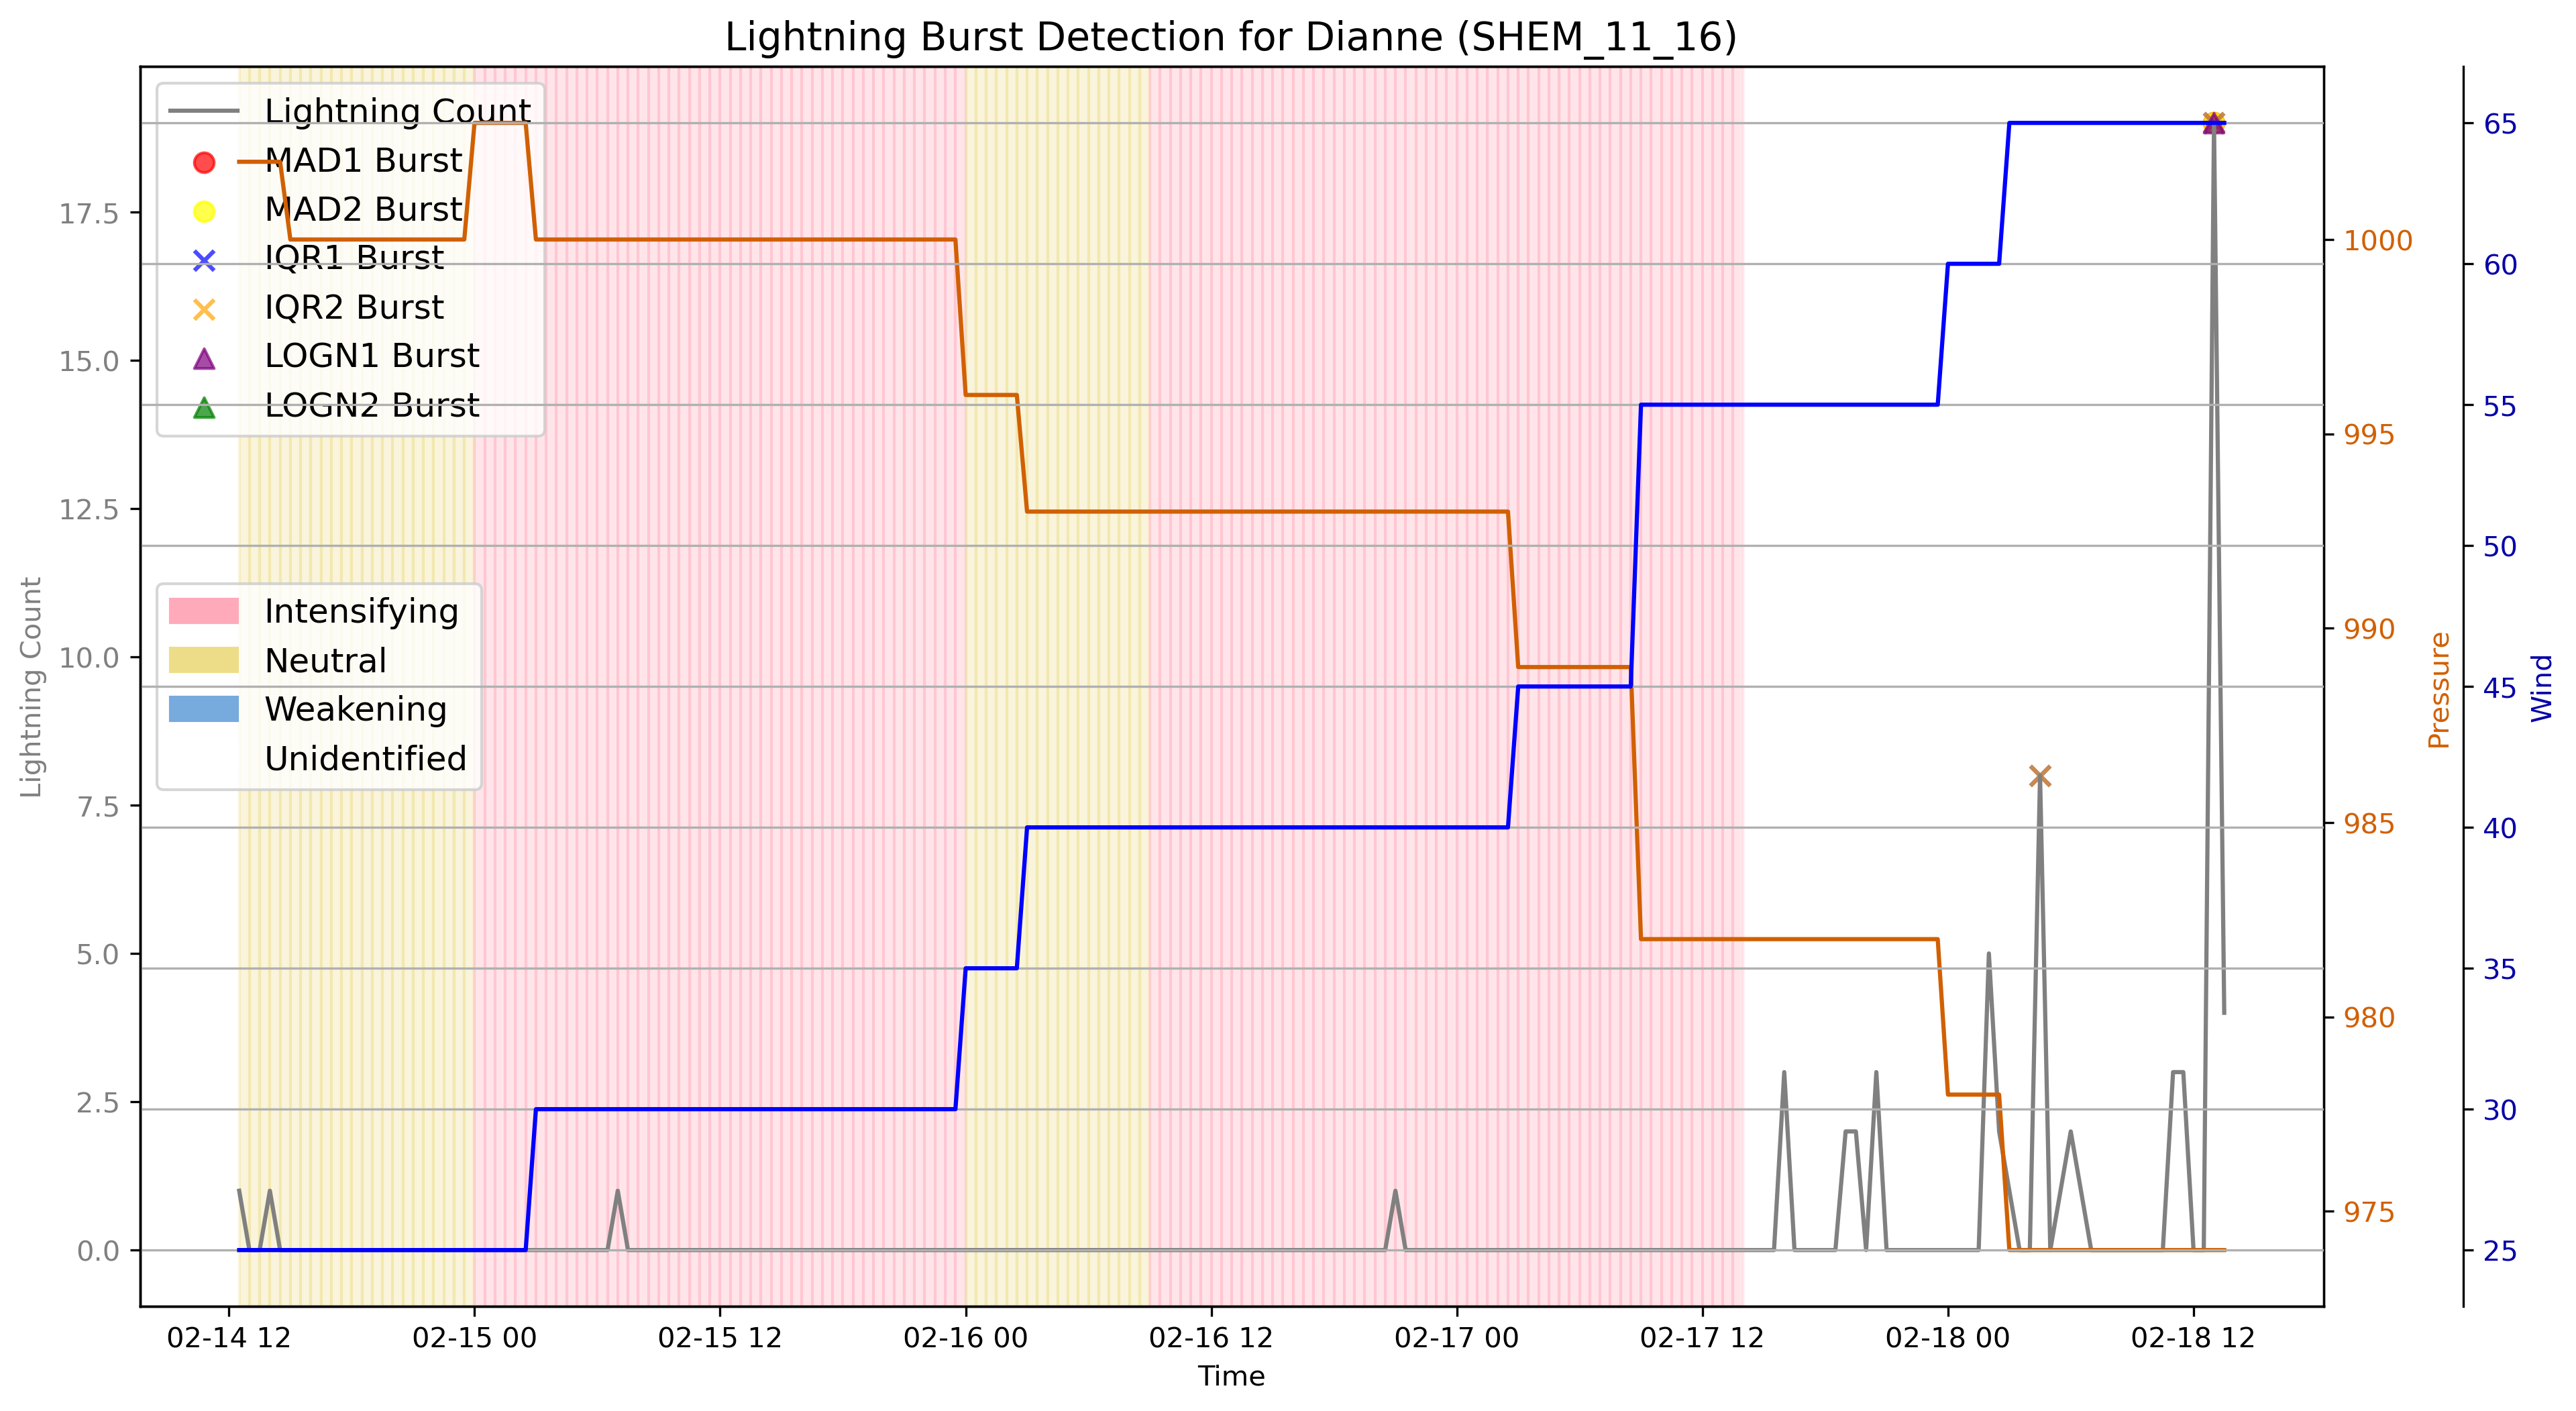 Lightning Burst Detection for Dianne (SHEM_11_16)
Lightning Count
MAD1 Burst
MAD2 Burst
IQR1 Burst
IQR2 Burst
LOGN1 Burst
LOGN2 Burst
Intensifying
Neutral
Weakening
Unidentified
Lightning Count
17.5
15.0
12.5
10.0
7.5
5.0
2.5
0.0
1000
995
990
985
980
975
Pressure
65
60
55
50
45
40
35
30
25
Wind
02-14 12
02-15 00
02-15 12
02-16 00
02-16 12
02-17 00
02-17 12
02-18 00
02-18 12
Time